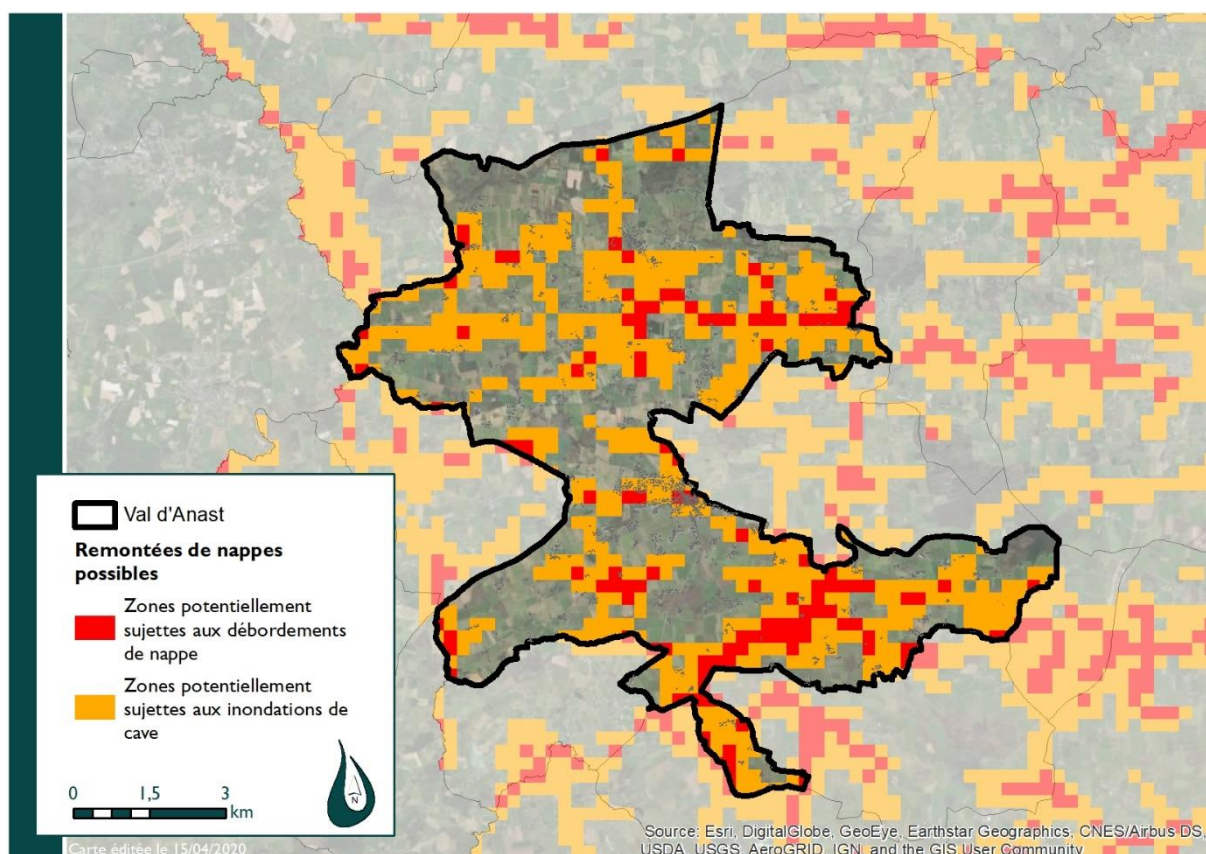 Val d'Anast
Remontées de nappes
possibles
Zones potentiellement
sujettes aux débordements
de nappe
Zones potentiellement
sujettes aux inondations de
cave
N
0 1,5 3
km
Carte éditée le 15/04/2020
Source: Esri, DigitalGlobe, GeoEye, Earthstar Geographics, CNES/Airbus DS,
USDA, USGS, AeroGRID, IGN, and the GIS User Community